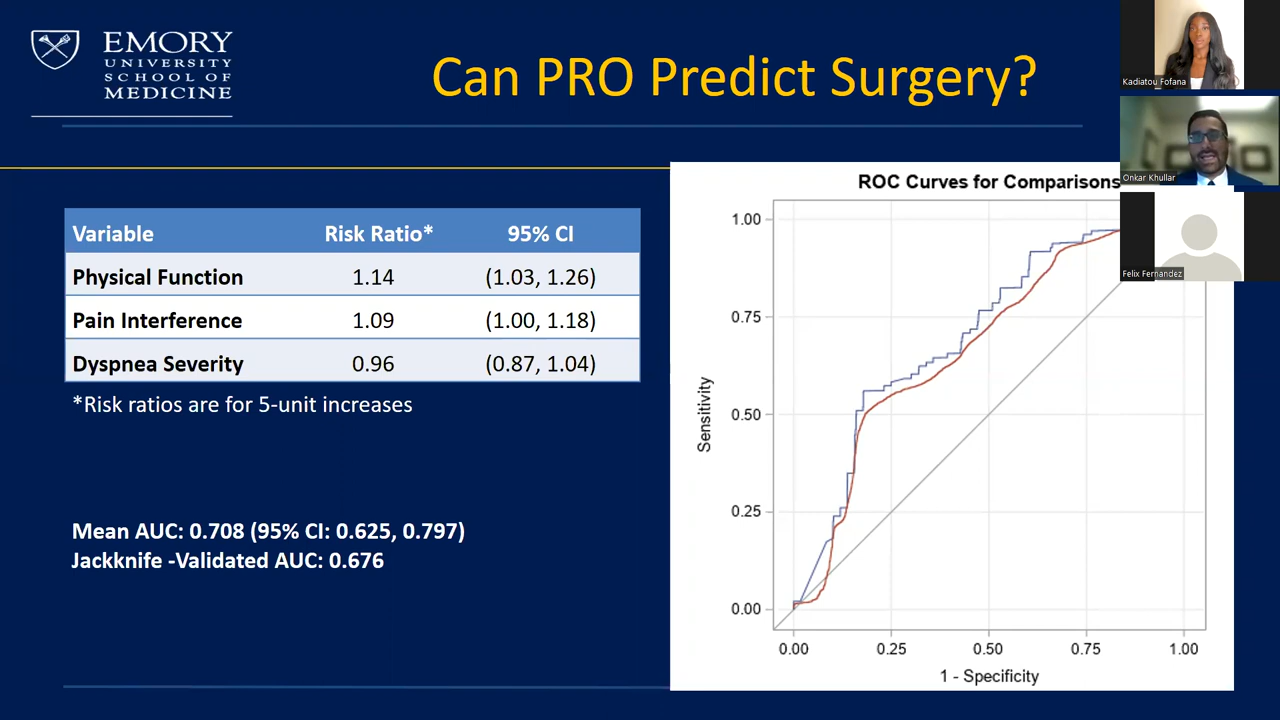 EMORY
UNIVERSITY
SCHOOL OF
MEDICINE
Can PRO Predict Surgery?
Kadiatou Fofana
Onkar Khullar
Felix Fernandez
Variable Risk Ratio* 95% CI
Physical Function 1.14 (1.03, 1.26)
Pain Interference 1.09 (1.00, 1.18)
Dyspnea Severity 0.96 (0.87, 1.04)
*Risk ratios are for 5-unit increases
Mean AUC: 0.708 (95% CI: 0.625, 0.797)
Jackknife -Validated AUC: 0.676
ROC Curves for Comparisons
Sensitivity
1.00
0.75
0.50
0.25
0.00
0.00 0.25 0.50 0.75 1.00
1 - Specificity